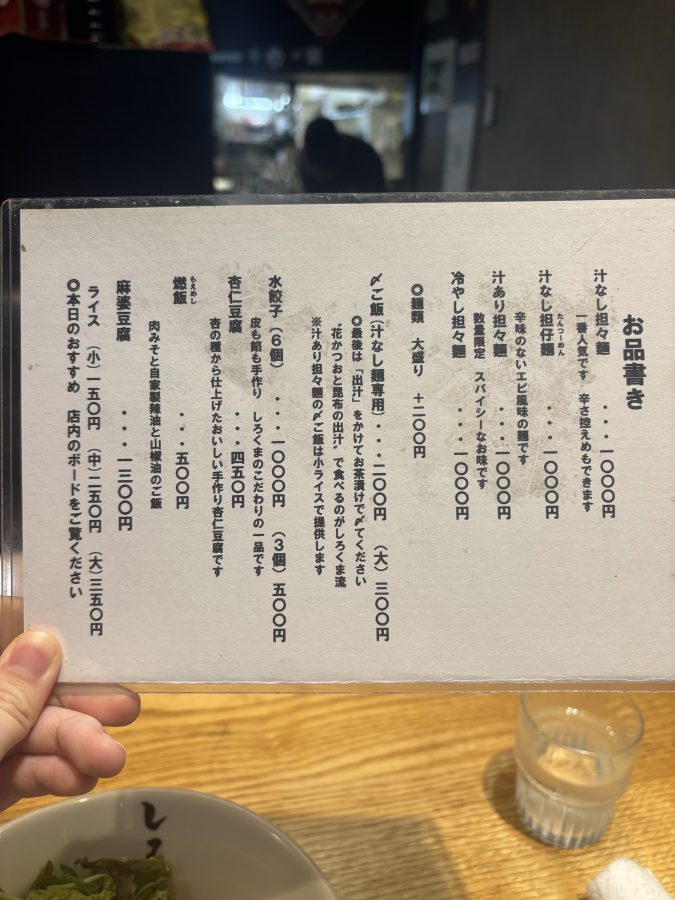 お品書き
汁なし担々麺 ・・・一〇〇〇円
一番人気です 辛さ控えめもできます
汁なし担仔麺 ・・・一〇〇〇円
たんつーめん
辛味のないエビ風味の麺です
汁あり担々麺 ・・・一〇〇〇円
数量限定 スパイシーなお味です
冷やし担々麺 ・・・一〇〇〇円
◎麺類 大盛り +二〇〇円
〆ご飯(汁なし麺専用)・・・二〇〇円 (大)三〇〇円
◎最後は「出汁」をかけてお茶漬けで〆てください
“花かつおと昆布の出汁”で食べるのがしろくま流
※汁あり担々麺の〆ご飯は小ライスで提供します
水餃子(6個) ・・・一〇〇〇円 (3個)五〇〇円
皮も餡も手作り しろくまのこだわりの一品です
杏仁豆腐 ・・・四五〇円
杏の種から仕上げたおいしい手作り杏仁豆腐です
燃飯 ・・・五〇〇円
もえめし
肉みそと自家製辣油と山椒油のご飯
麻婆豆腐 ・・・一三〇〇円
ライス (小)一五〇円 (中)二五〇円 (大)三五〇円
◎本日のおすすめ 店内のボードをご覧ください